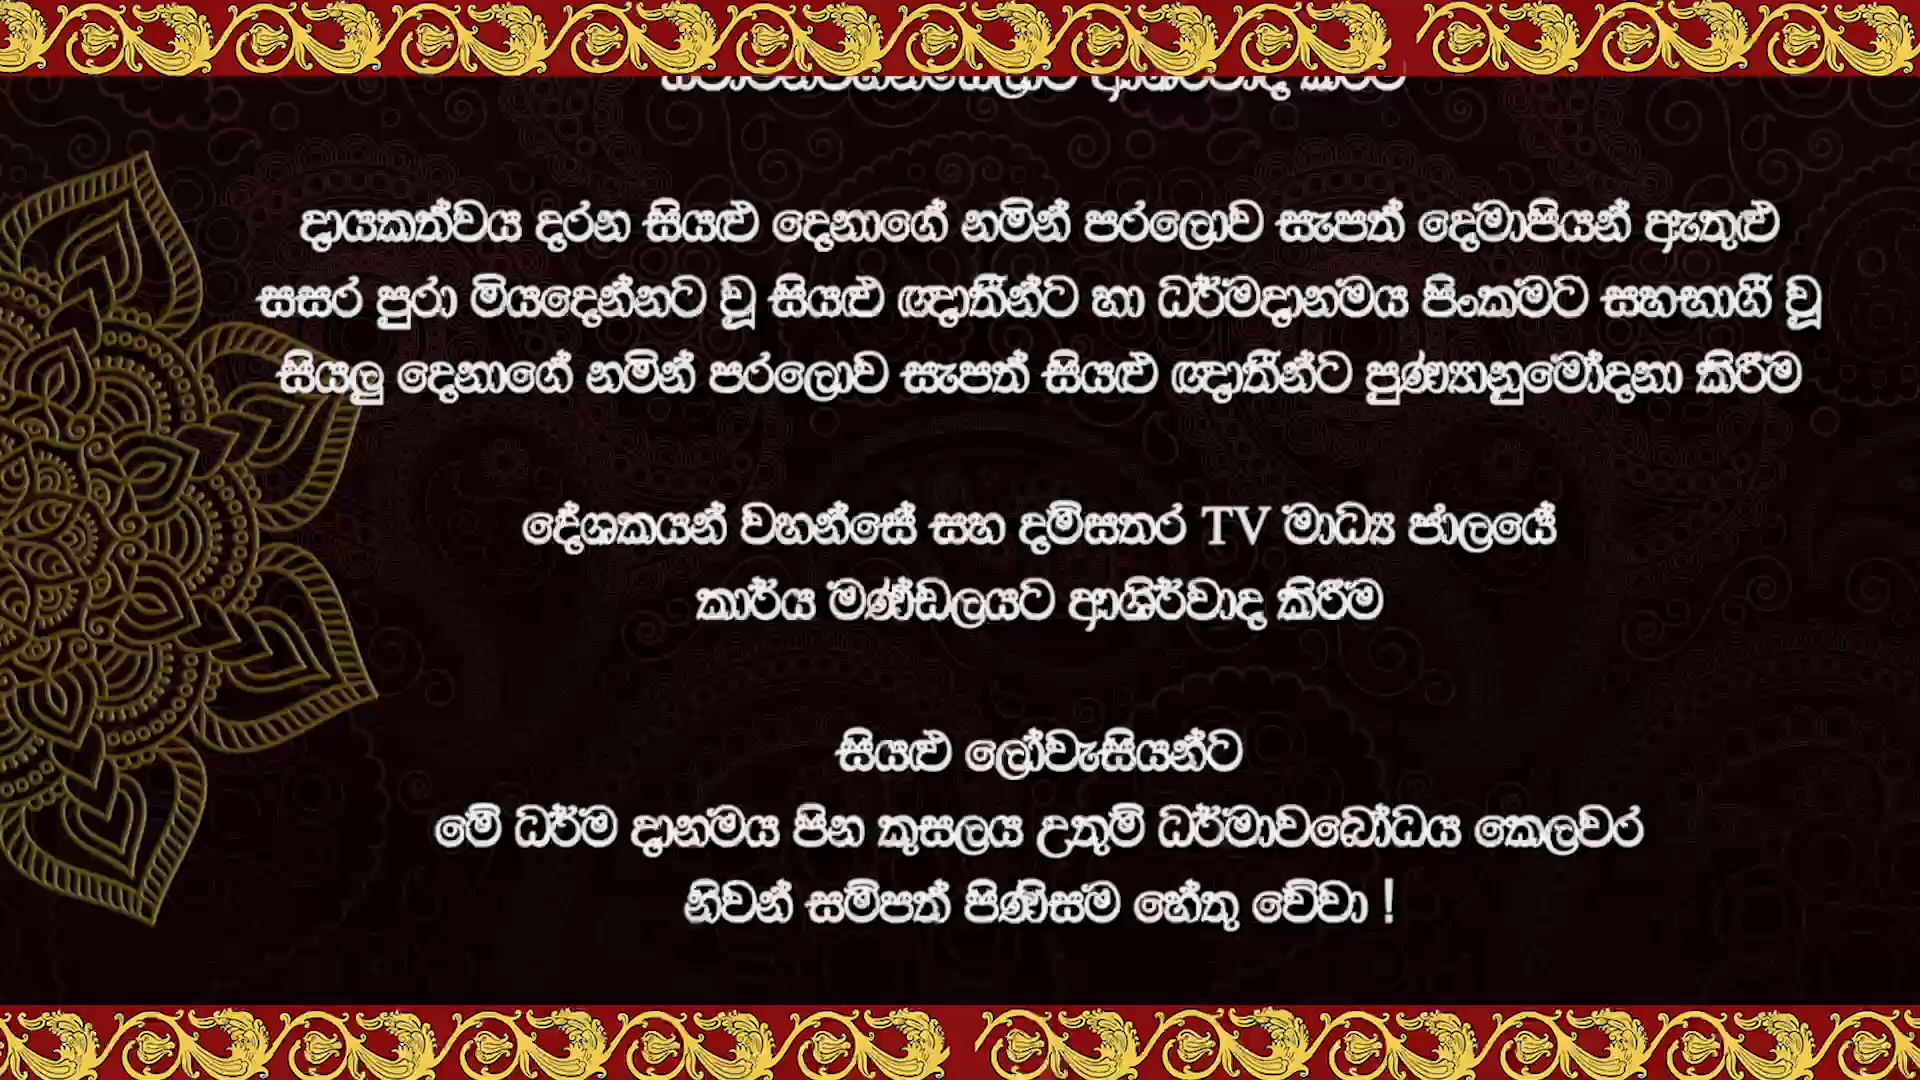 ආශිර්වාද කිරීම
දායකත්වය දරන සියළු දෙනාගේ නමින් පරලොව සැපත් දෙමාපියන් ඇතුළු
සසර පුරා මියදෙන්නට වූ සියළු ඥාතීන්ට හා ධර්මදානමය පිංකමට සහභාගී වූ
සියලු දෙනාගේ නමින් පරලොව සැපත් සියළු ඥාතීන්ට පුණ්‍යානුමෝදනා කිරීම
දේශකයන් වහන්සේ සහ දම්සතර TV මාධ්‍ය ජාලයේ
කාර්ය මණ්ඩලයට ආශිර්වාද කිරීම
සියළු ලෝවැසියන්ට
මේ ධර්ම දානමය පින කුසලය උතුම් ධර්මාවබෝධය කෙලවර
නිවන් සම්පත් පිණිසම හේතු වේවා !